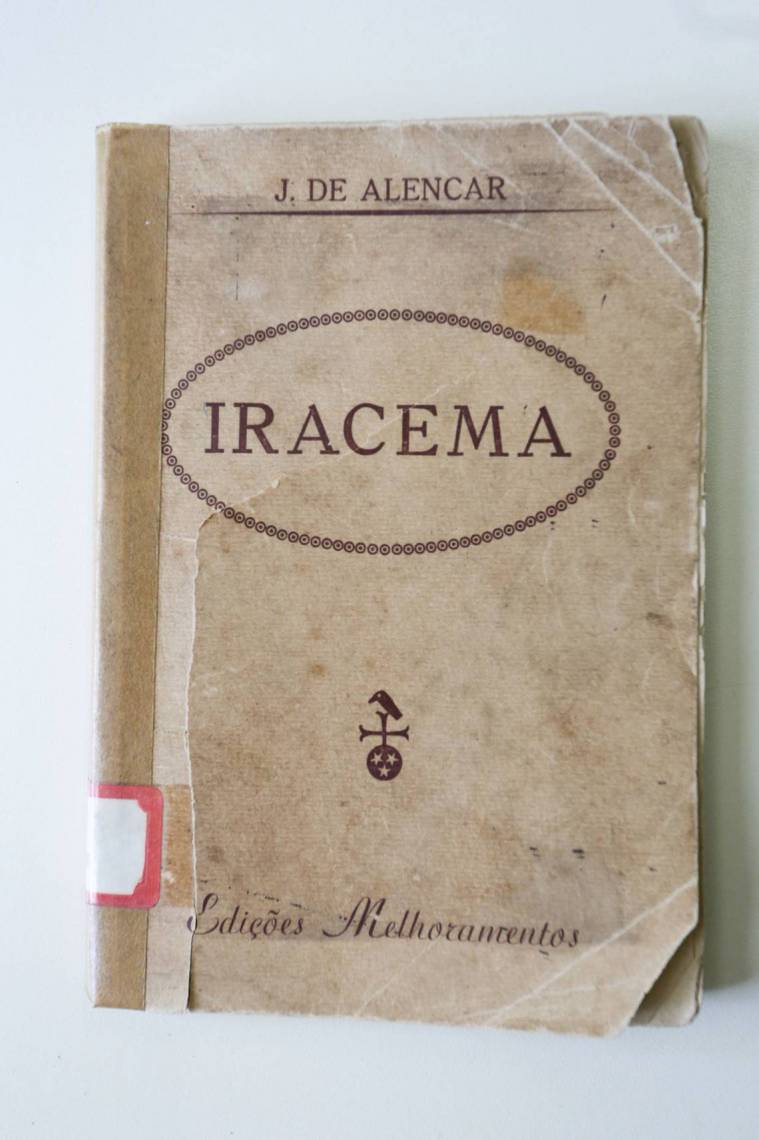 J. DE ALENCAR
IRACEMA
Edições Melhoramentos